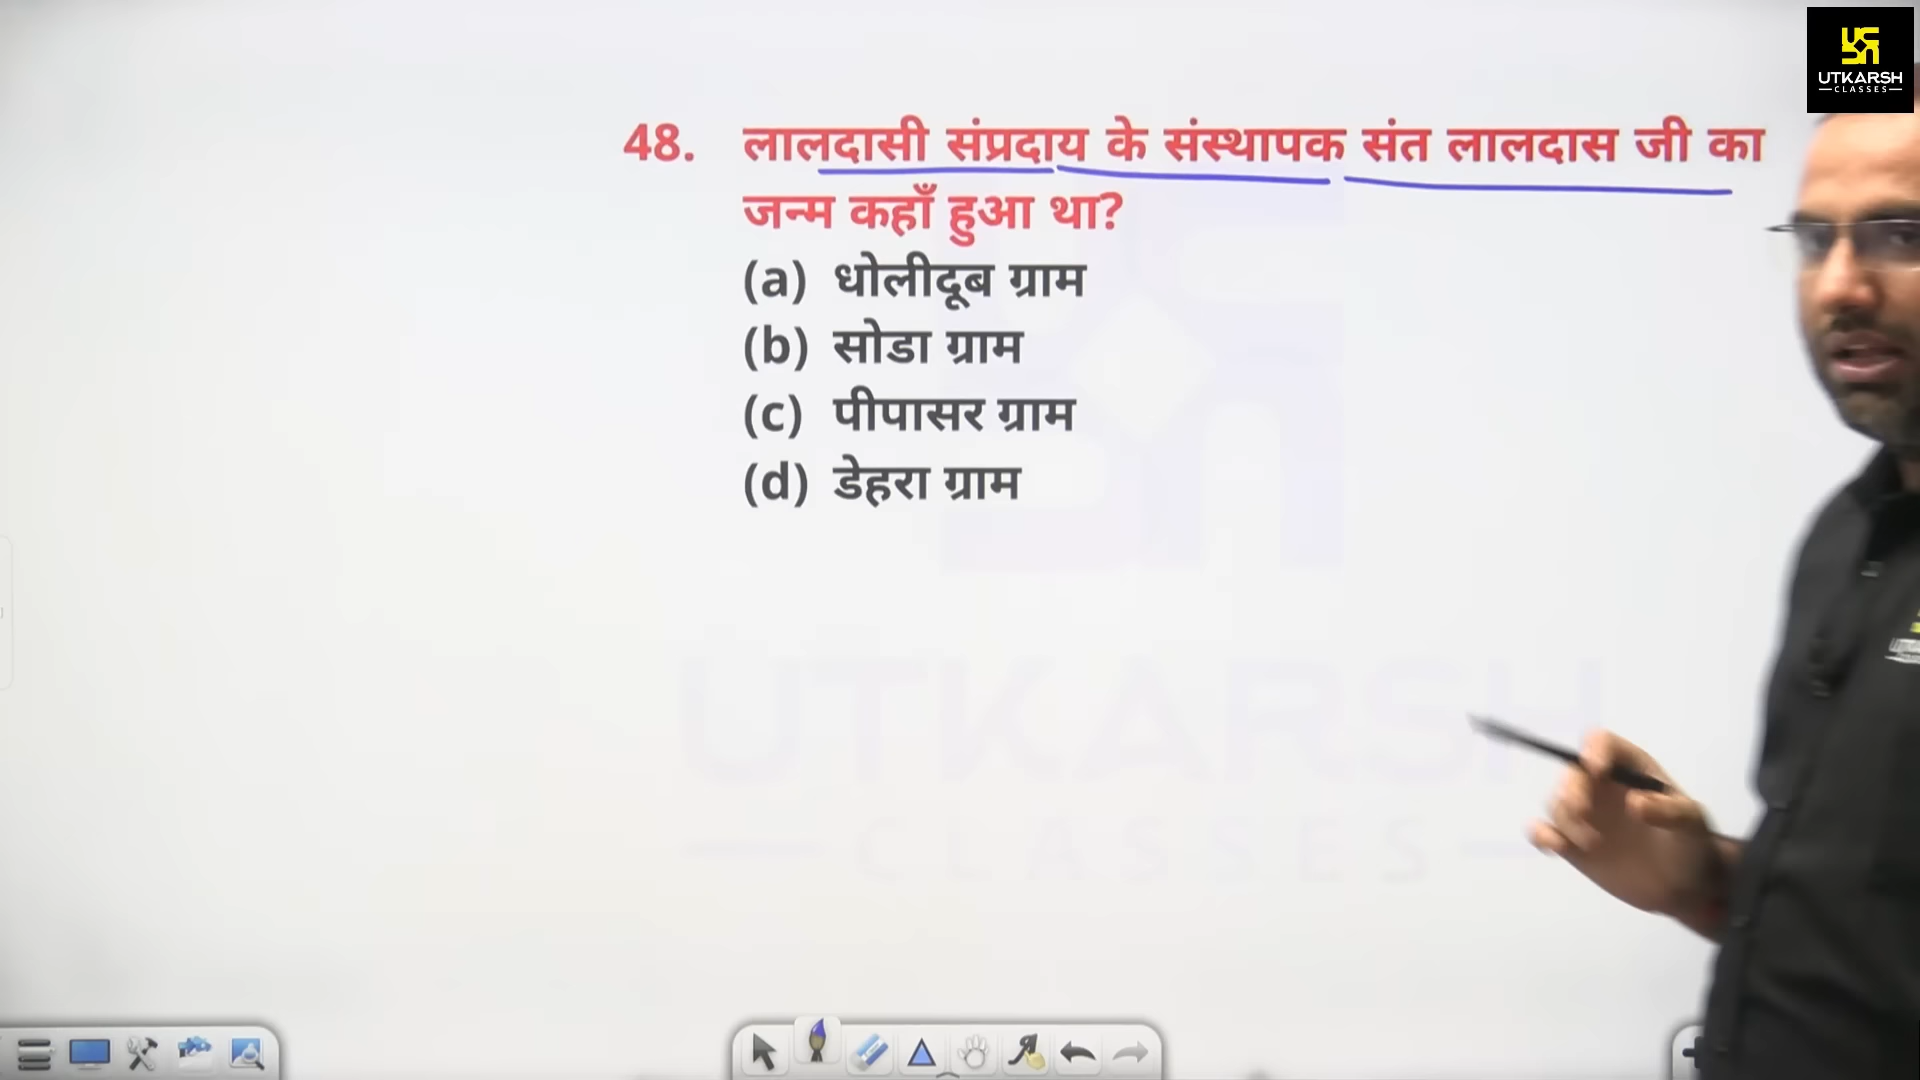 UTKARSH
CLASSES
48. लालदासी संप्रदाय के संस्थापक संत लालदास जी का
जन्म कहाँ हुआ था?
(a) धोलीदूब ग्राम
(b) सोडा ग्राम
(c) पीपासर ग्राम
(d) डेहरा ग्राम
UTKARSH
CLASSES